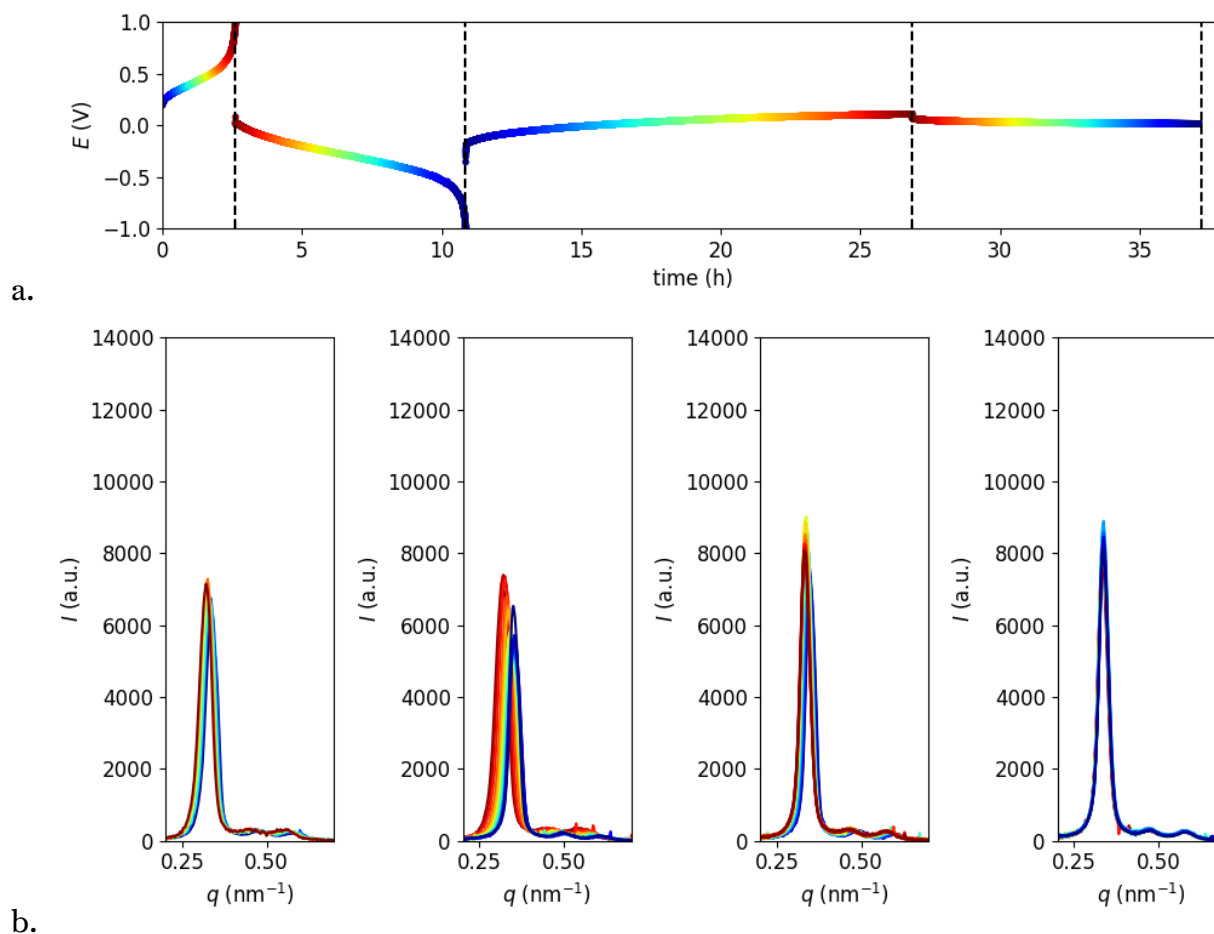 1.0
0.5
0.0
−0.5
−1.0
E (V)
0 5 10 15 20 25 30 35
time (h)
a.
14000 14000 14000 14000
12000 12000 12000 12000
10000 10000 10000 10000
8000 8000 8000 8000
6000 6000 6000 6000
4000 4000 4000 4000
2000 2000 2000 2000
0 0 0 0
I (a.u.) I (a.u.) I (a.u.) I (a.u.)
0.25 0.50 0.25 0.50 0.25 0.50 0.25 0.50
q (nm⁻¹) q (nm⁻¹) q (nm⁻¹) q (nm⁻¹)
b.